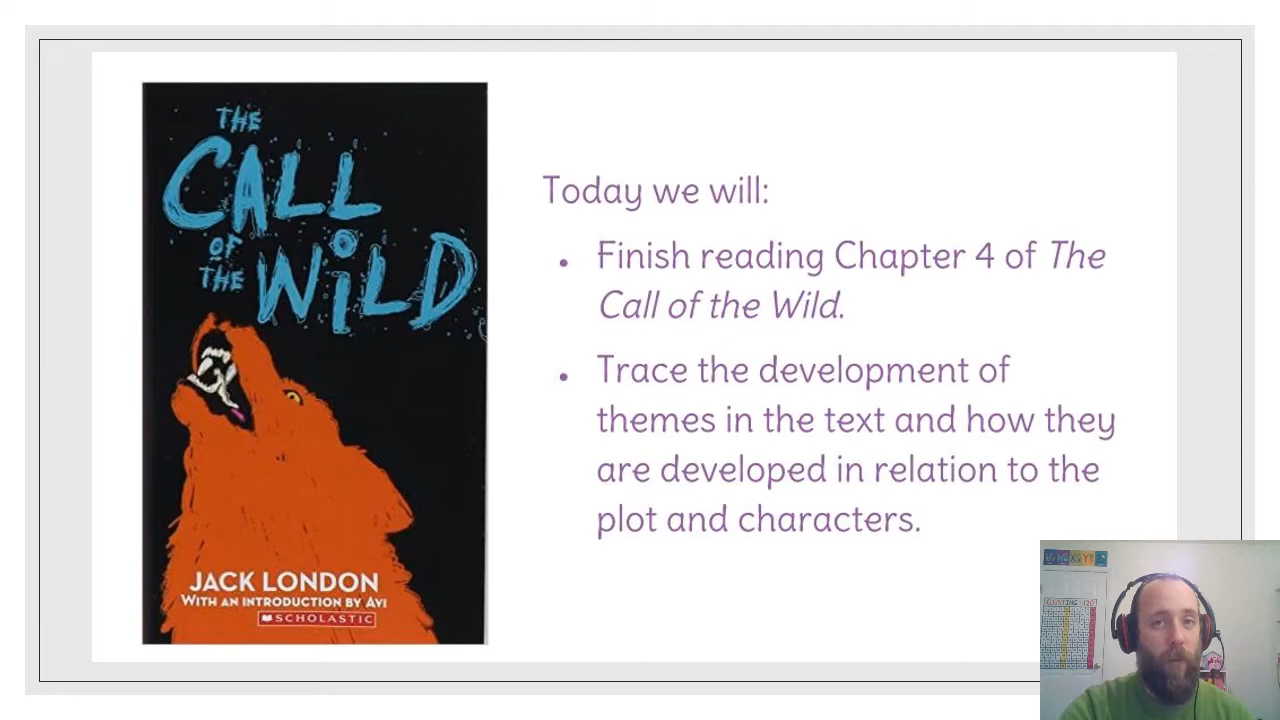 THE
CALL
OF
THE WiLD
JACK LONDON
WITH AN INTRODUCTION BY AVI
SCHOLASTIC
Today we will:
• Finish reading Chapter 4 of The
Call of the Wild.
• Trace the development of
themes in the text and how they
are developed in relation to the
plot and characters.
COUNTING 120